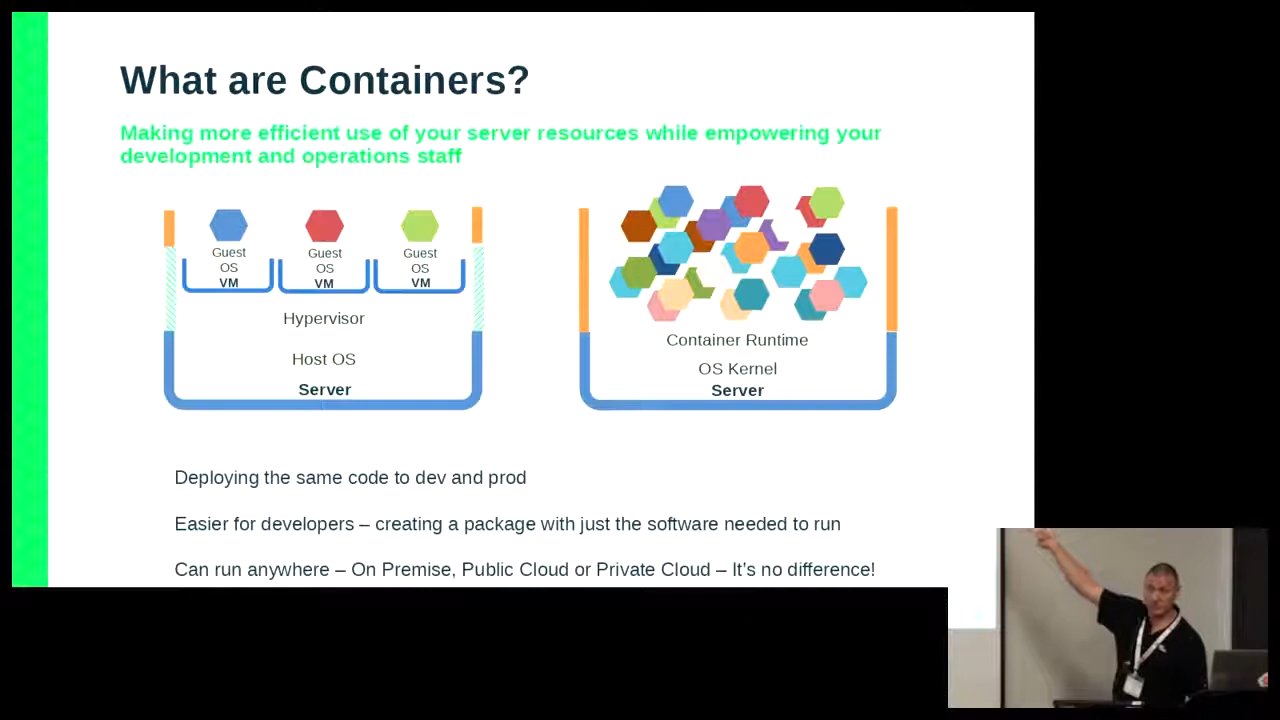 What are Containers?
Making more efficient use of your server resources while empowering your
development and operations staff
Guest
OS
VM
Guest
OS
VM
Guest
OS
VM
Hypervisor
Host OS
Server
Container Runtime
OS Kernel
Server
Deploying the same code to dev and prod
Easier for developers – creating a package with just the software needed to run
Can run anywhere – On Premise, Public Cloud or Private Cloud – It's no difference!